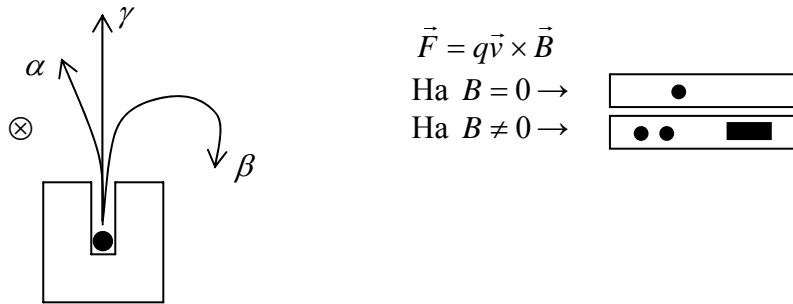 γ
α
β
⊗
F⃗ = qv⃗ × B⃗
Ha B = 0 →
Ha B ≠ 0 →